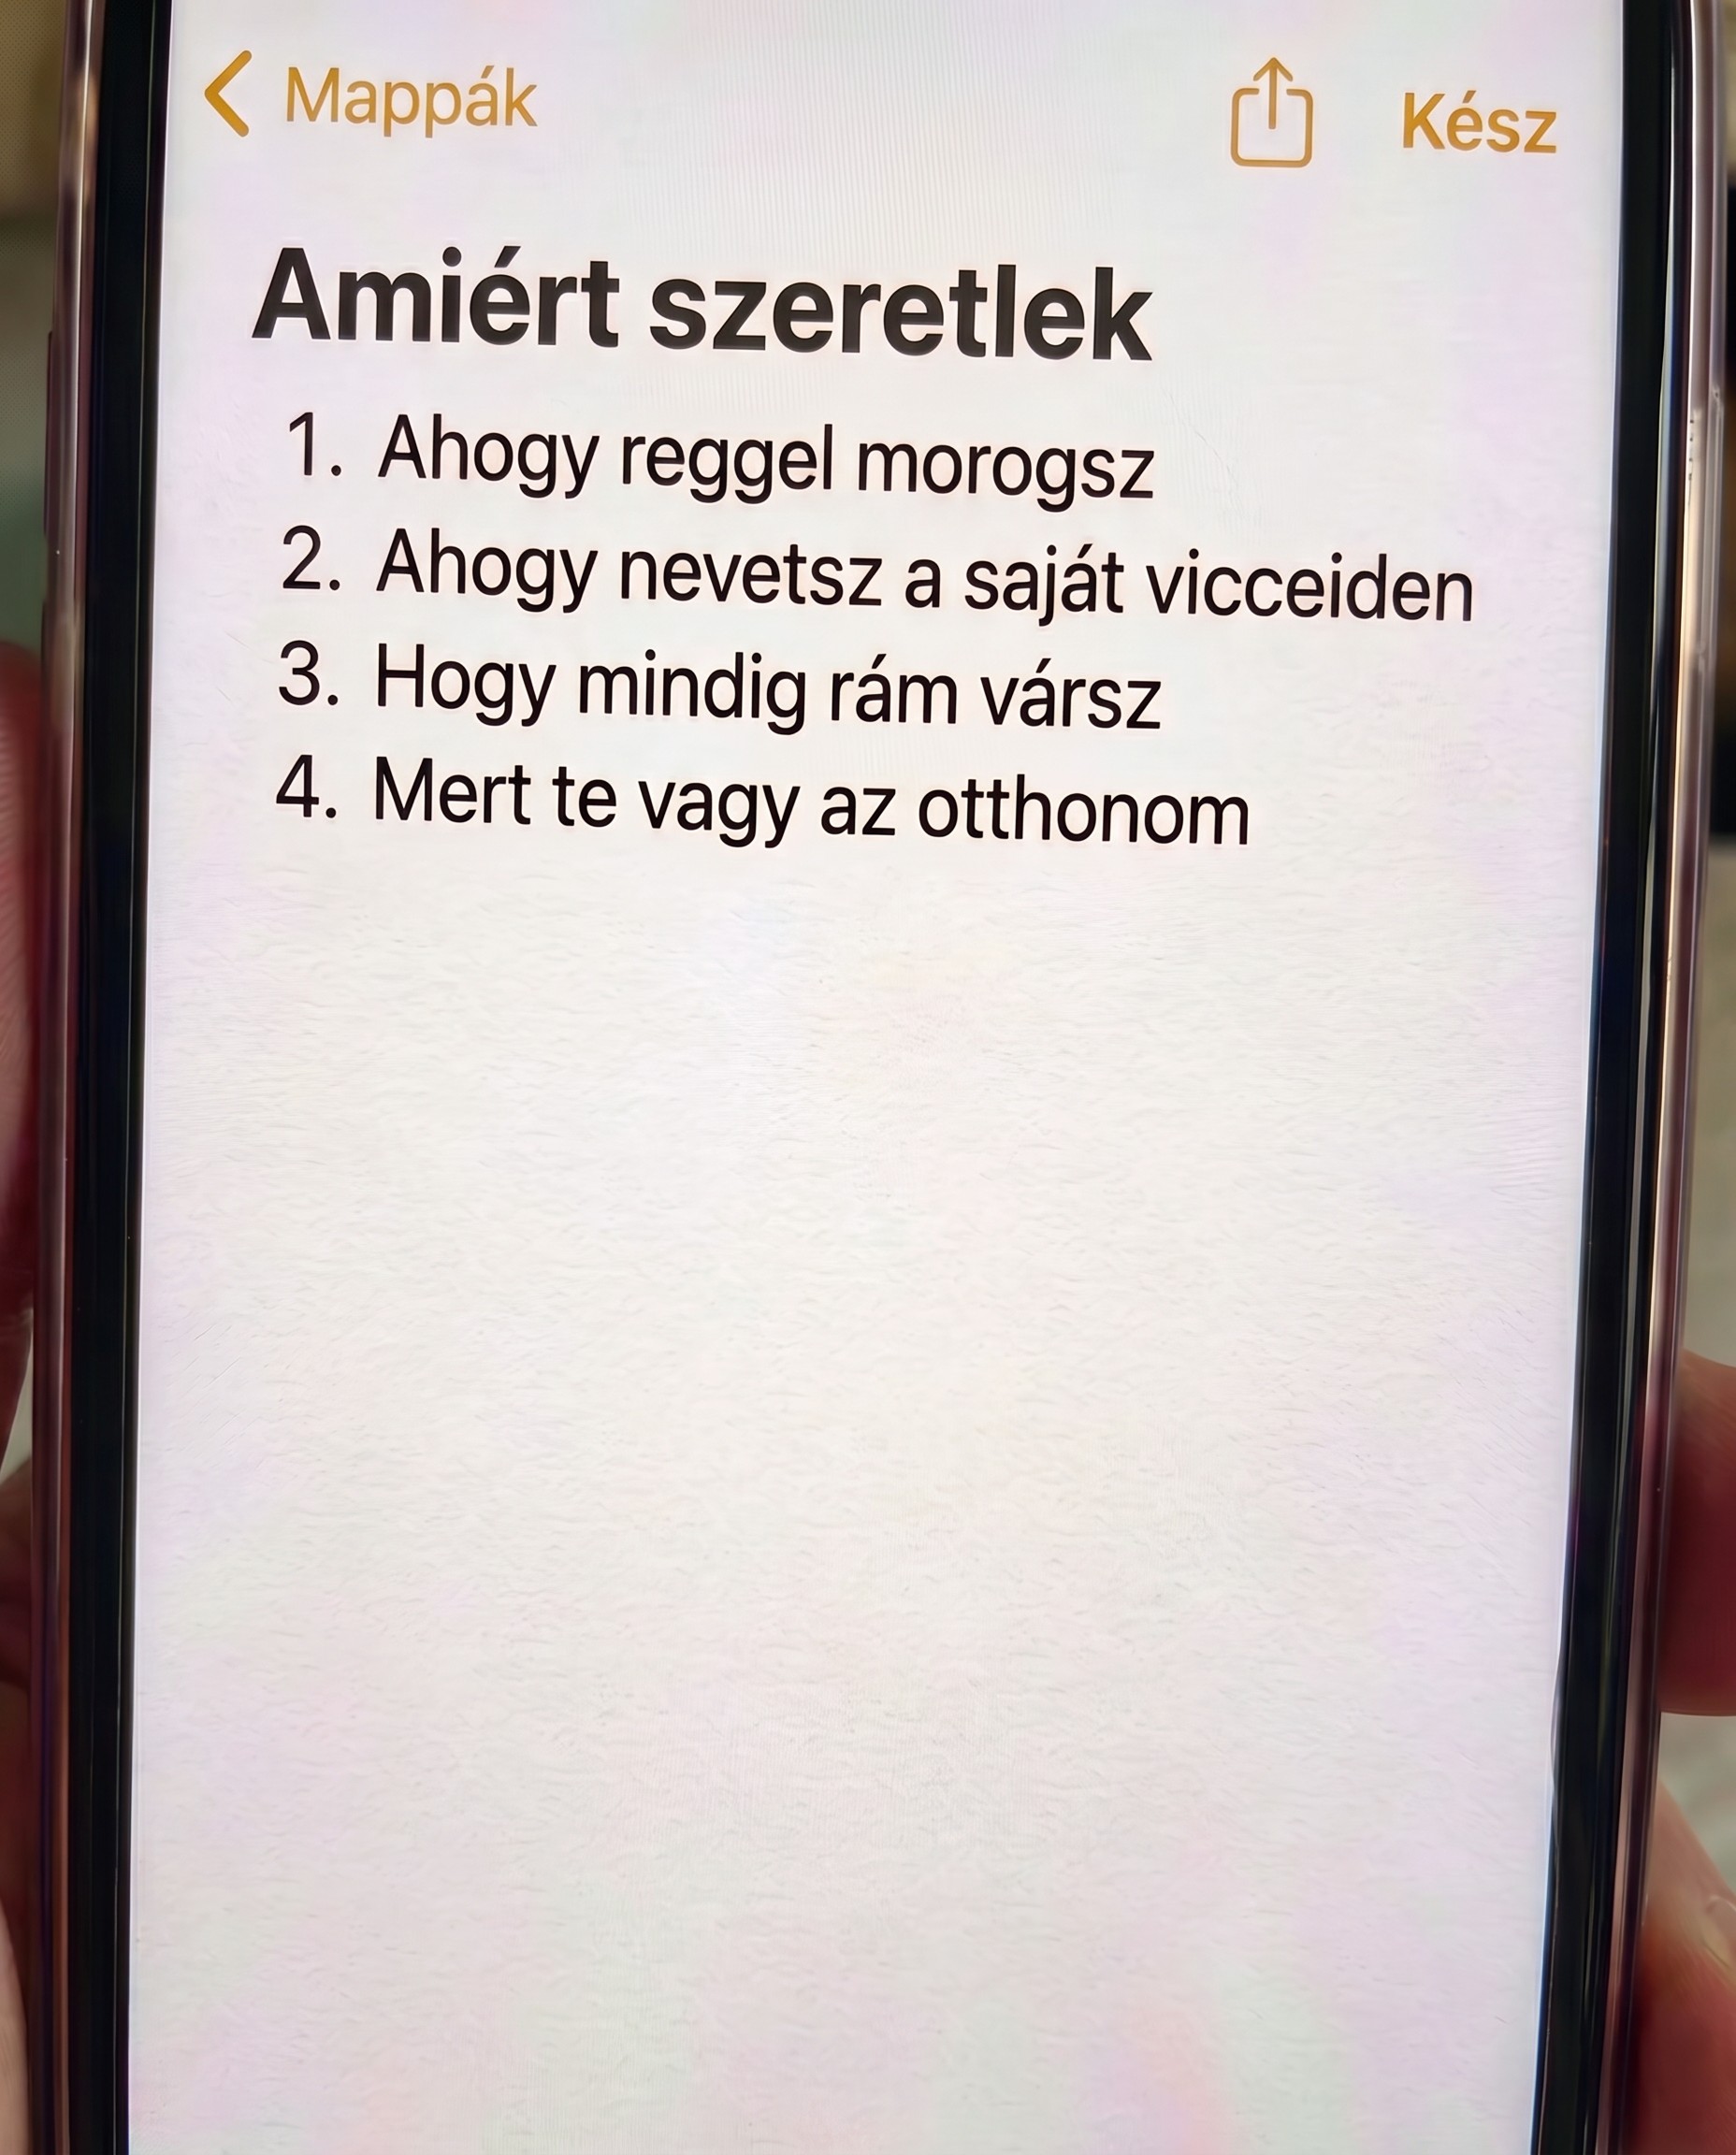 Mappák
Kész
Amiért szeretlek
1. Ahogy reggel morogsz
2. Ahogy nevetsz a saját vicceiden
3. Hogy mindig rám vársz
4. Mert te vagy az otthonom